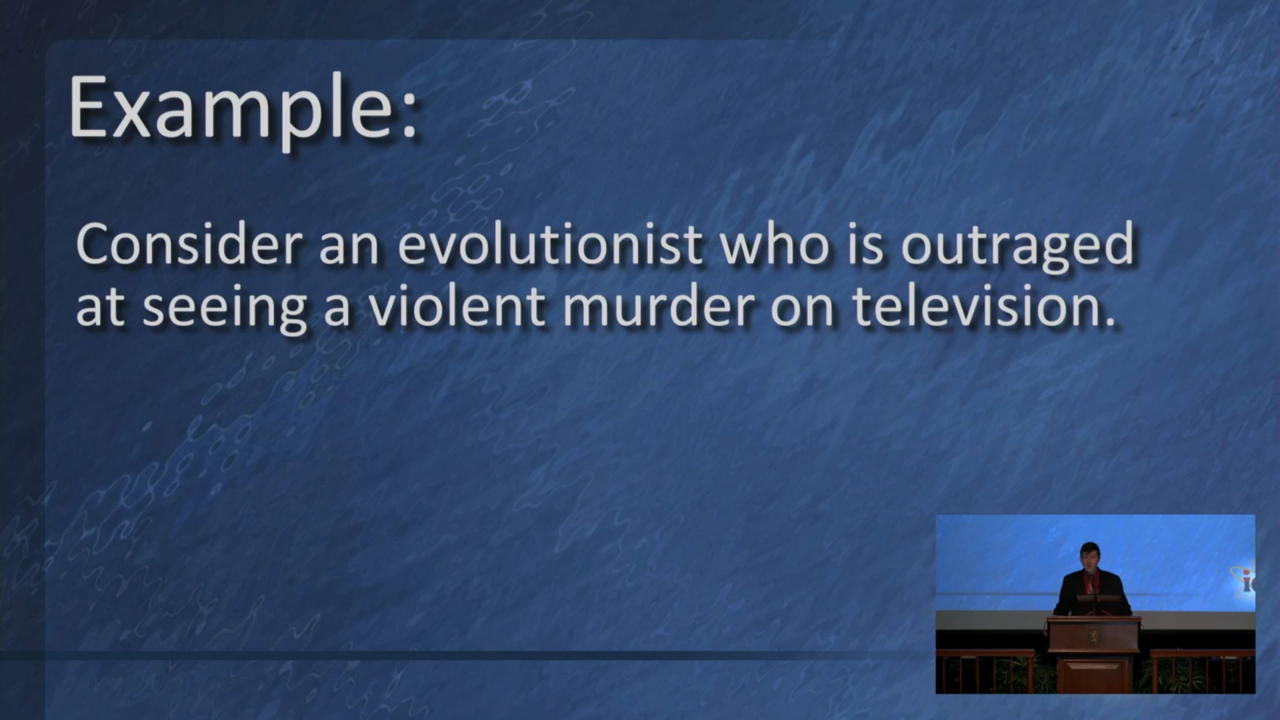 Example:
Consider an evolutionist who is outraged
at seeing a violent murder on television.